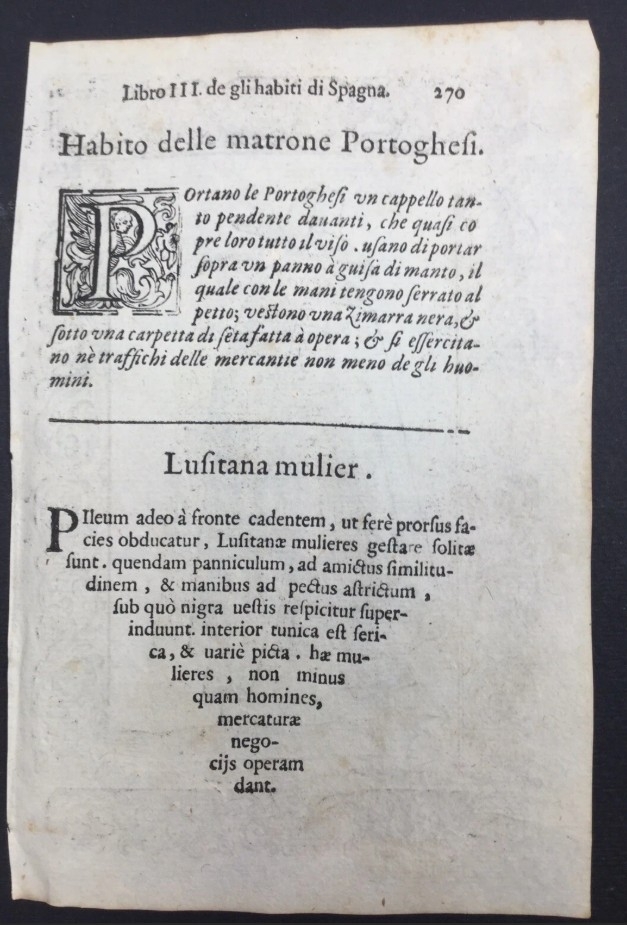 Libro III. de gli habiti di Spagna. 270
Habito delle matrone Portogheſi.
POrtano le Portogheſi vn cappello tan-
to pendente dauanti, che quaſi co
pre loro tutto il viſo. uſano di portar
ſopra vn panno à guiſa di manto, il
quale con le mani tengono ſerrato al
petto; veſtono vna Zimarra nera, &
ſotto vna carpetta di ſeta fatta à opera; & ſi eſſercita-
no nè traffichi delle mercantie non meno de gli huo-
mini.
Luſitana mulier.
PIleum adeo à fronte cadentem, ut ferè prorſus fa-
cies obducatur, Luſitanæ mulieres geſtare ſolitæ
ſunt. quendam panniculum, ad amictus ſimilitu-
dinem, & manibus ad pectus aſtrictum,
ſub quò nigra ueſtis reſpicitur ſuper-
induunt. interior tunica eſt ſeri-
ca, & uariè picta. hæ mu-
lieres, non minus
quam homines,
mercaturæ
nego-
cijs operam
dant.